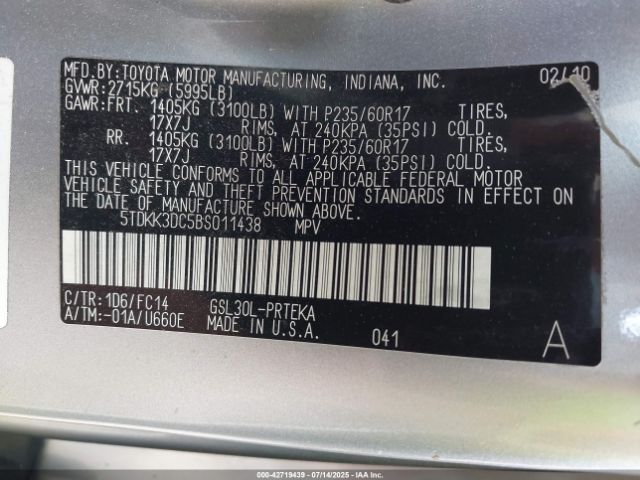 MFD.BY:TOYOTA MOTOR MANUFACTURING, INDIANA, INC. 02/10
GVWR:2715KG (5995LB)
GAWR:FRT. 1405KG (3100LB) WITH P235/60R17 TIRES,
17X7J RIMS, AT 240KPA (35PSI) COLD.
RR. 1405KG (3100LB) WITH P235/60R17 TIRES,
17X7J RIMS, AT 240KPA (35PSI) COLD.
THIS VEHICLE CONFORMS TO ALL APPLICABLE FEDERAL MOTOR
VEHICLE SAFETY AND THEFT PREVENTION STANDARDS IN EFFECT ON
THE DATE OF MANUFACTURE SHOWN ABOVE.
5TDKK3DC5BS011438 MPV
C/TR:1D6/FC14 GSL30L-PRTEKA
A/TM:-01A/U660E MADE IN U.S.A. 041 A
000-42719439 | 07/14/2025 | IAA Inc.